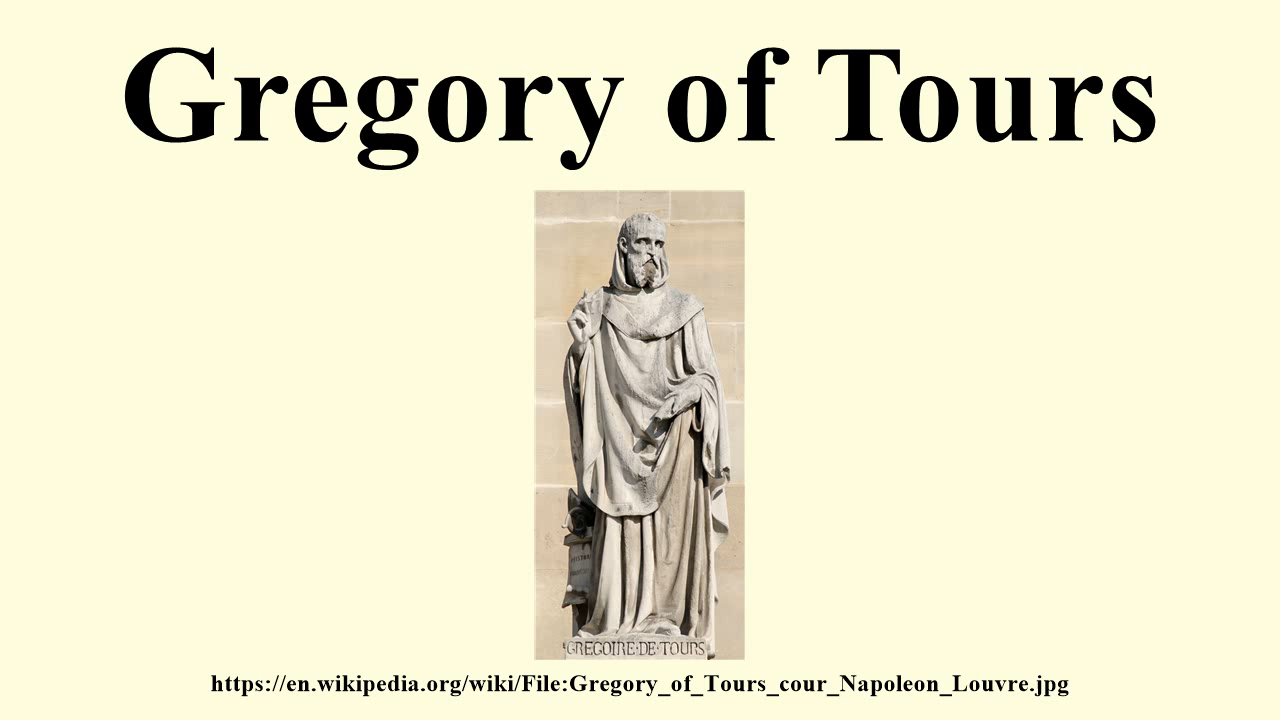 Gregory of Tours
GREGOIRE·DE·TOURS
https://en.wikipedia.org/wiki/File:Gregory_of_Tours_cour_Napoleon_Louvre.jpg